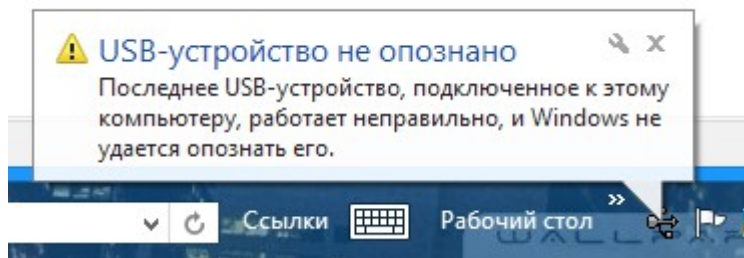 USB-устройство не опознано
Последнее USB-устройство, подключенное к этому
компьютеру, работает неправильно, и Windows не
удается опознать его.
Ссылки
Рабочий стол